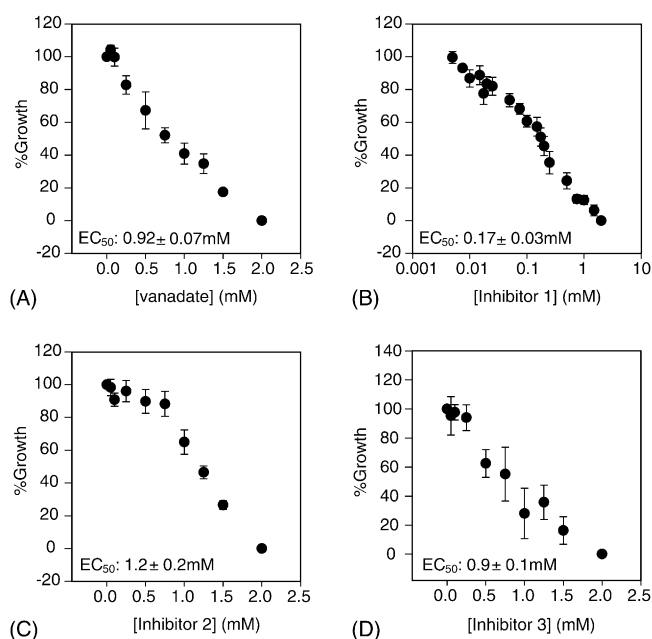 120
100
80
60
40
20
0
-20
%Growth
EC50: 0.92± 0.07mM
0.0 0.5 1.0 1.5 2.0 2.5
(A) [vanadate] (mM)
120
100
80
60
40
20
0
-20
%Growth
EC50: 0.17± 0.03mM
0.001 0.01 0.1 1 10
(B) [Inhibitor 1] (mM)
120
100
80
60
40
20
0
-20
%Growth
EC50: 1.2± 0.2mM
0.0 0.5 1.0 1.5 2.0 2.5
(C) [Inhibitor 2] (mM)
140
120
100
80
60
40
20
0
%Growth
EC50: 0.9± 0.1mM
0.0 0.5 1.0 1.5 2.0 2.5
(D) [Inhibitor 3] (mM)